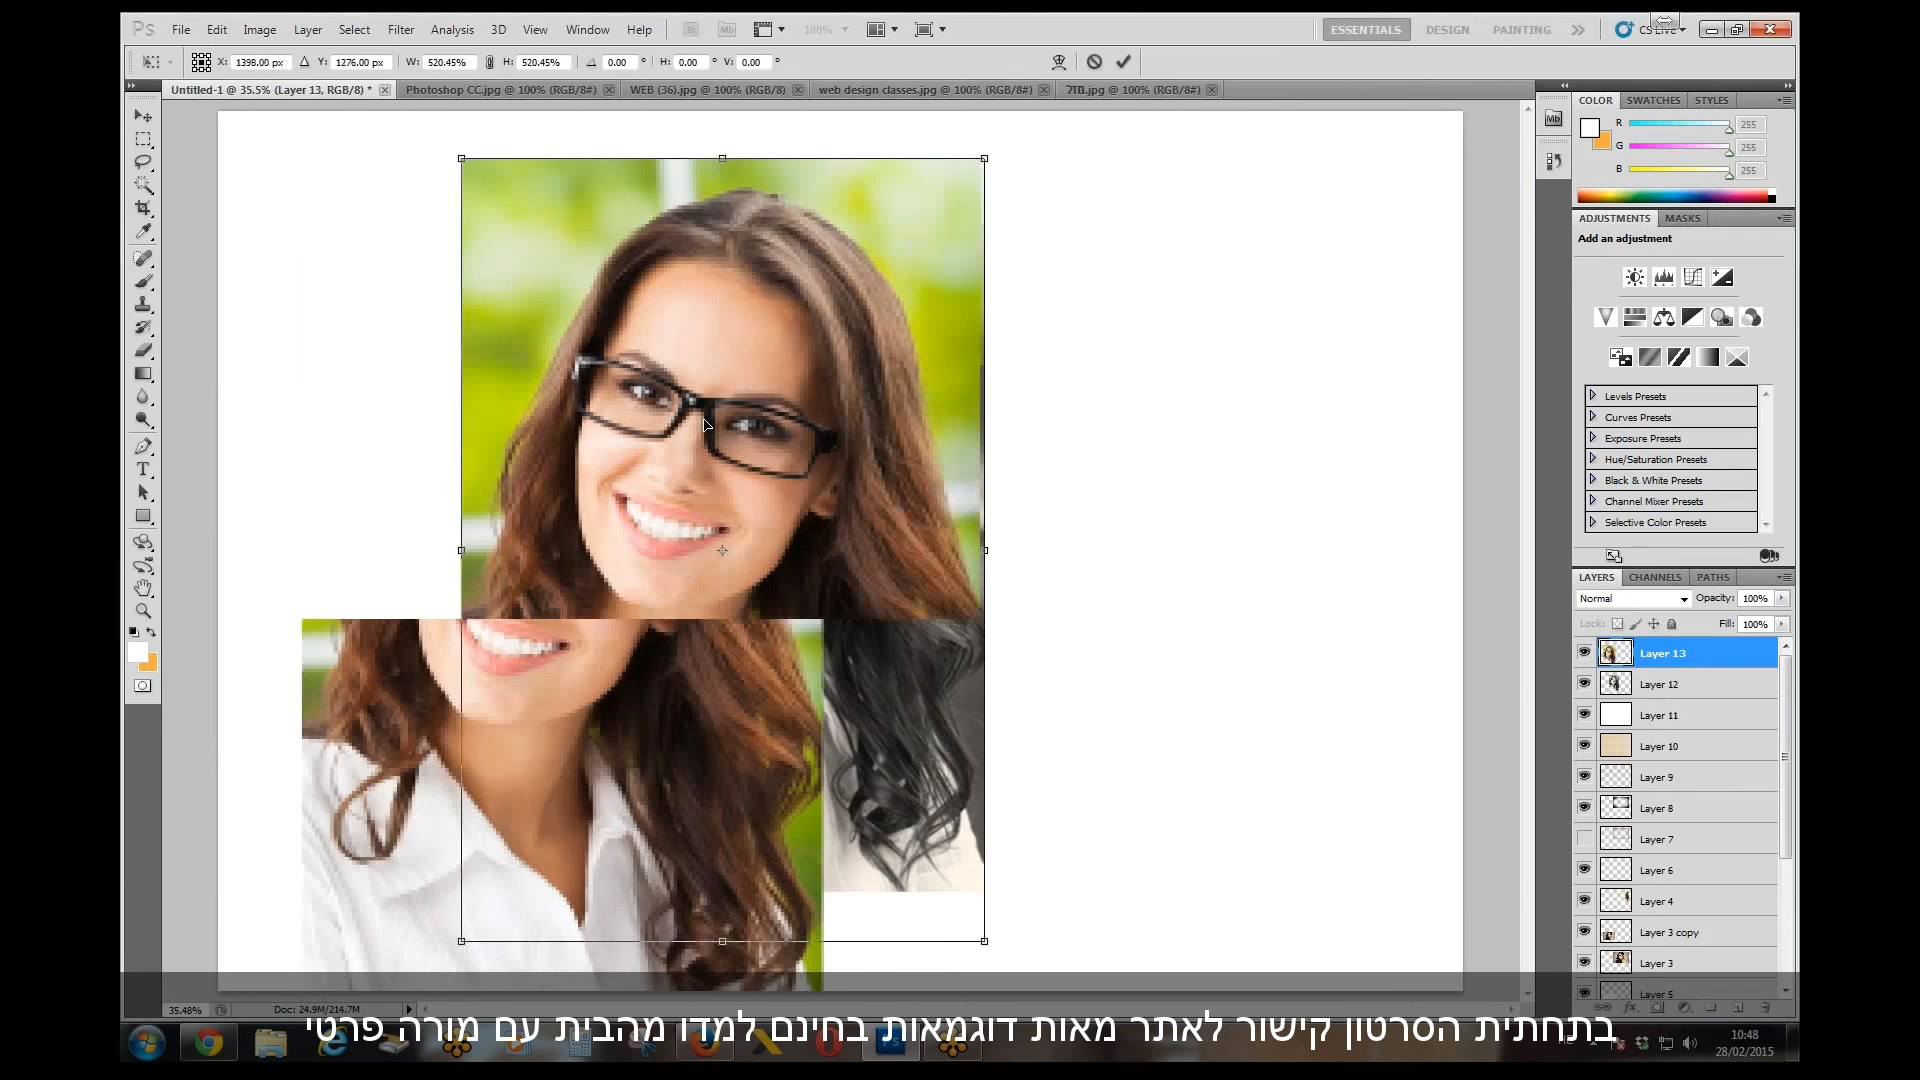 Ps File Edit Image Layer Select Filter Analysis 3D View Window Help Br Mb 100% ESSENTIALS DESIGN PAINTING CS Live
X: 1398.00 px Y: 1276.00 px W: 520.45% H: 520.45% 0.00 ° H: 0.00 ° V: 0.00 °
Untitled-1 @ 35.5% (Layer 13, RGB/8) * Photoshop CC.jpg @ 100% (RGB/8#) WEB (36).jpg @ 100% (RGB/8) web design classes.jpg @ 100% (RGB/8#) .jpg @ 100% (RGB/8#)
Mb
COLOR SWATCHES STYLES
R 255
G 255
B 255
ADJUSTMENTS MASKS
Add an adjustment
Levels Presets
Curves Presets
Exposure Presets
Hue/Saturation Presets
Black & White Presets
Channel Mixer Presets
Selective Color Presets
LAYERS CHANNELS PATHS
Normal Opacity: 100%
Lock: Fill: 100%
Layer 13
Layer 12
Layer 11
Layer 10
Layer 9
Layer 8
Layer 7
Layer 6
Layer 4
Layer 3 copy
Layer 3
Layer 5
35.48% Doc: 24.9M/214.7M
בתחתית הסרטון קישור לאתר מאות דוגמאות בחינם למדו מהבית עם מורה פרטי
10:48
28/02/2015